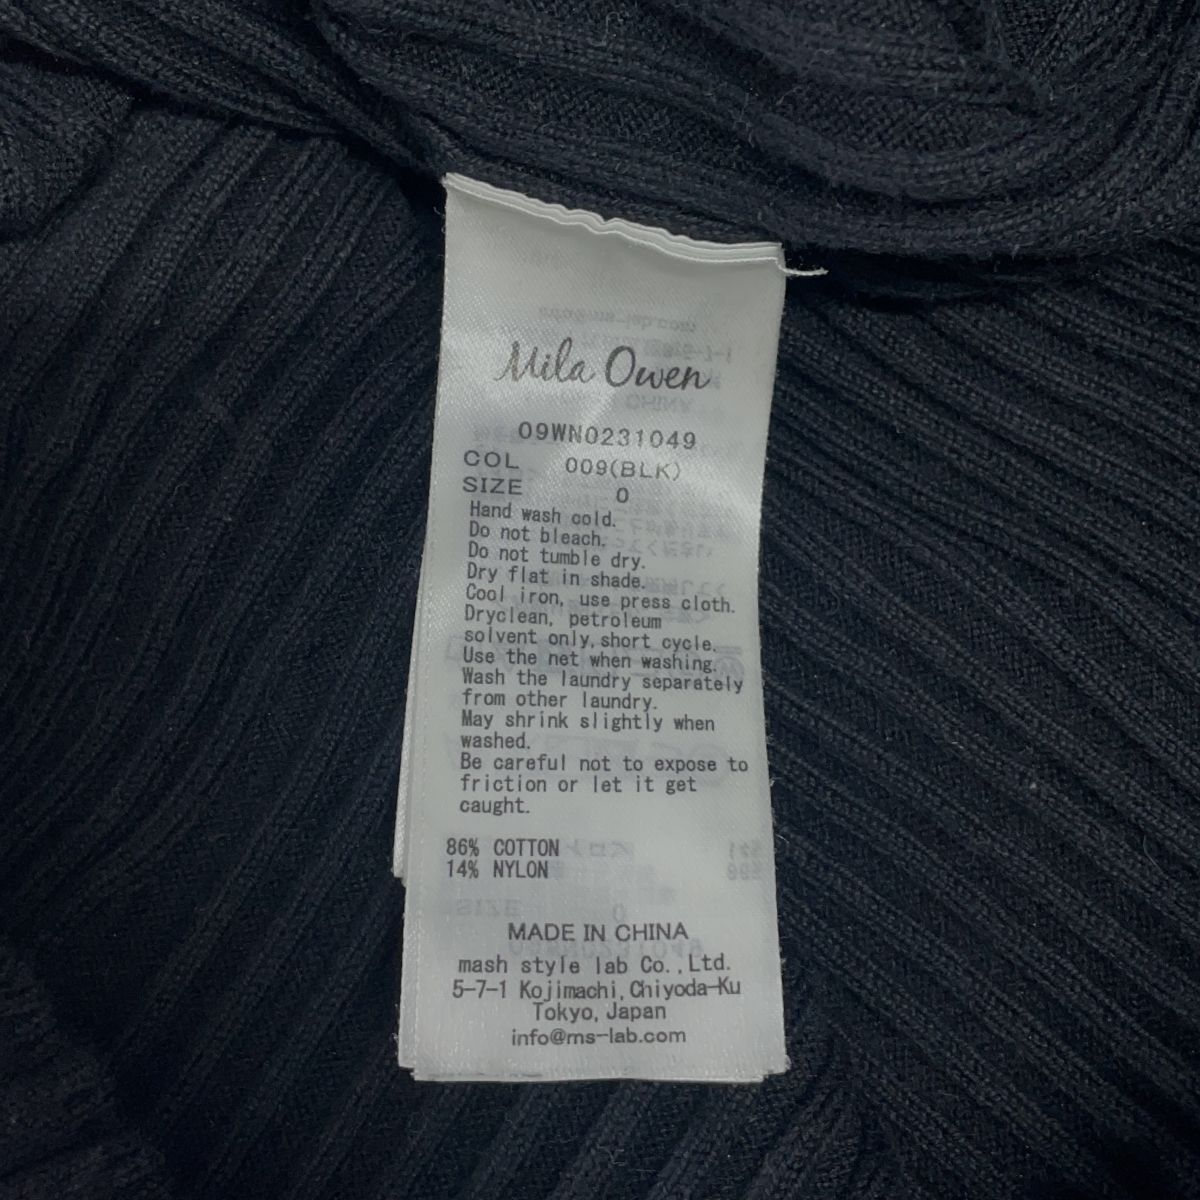 Mila Owen
09WN0231049
COL 009(BLK)
SIZE 0
Hand wash cold.
Do not bleach.
Do not tumble dry.
Dry flat in shade.
Cool iron, use press cloth.
Dryclean, petroleum
solvent only, short cycle.
Use the net when washing.
Wash the laundry separately
from other laundry.
May shrink slightly when
washed.
Be careful not to expose to
friction or let it get
caught.
86% COTTON
14% NYLON
MADE IN CHINA
mash style lab Co., Ltd.
5-7-1 Kojimachi, Chiyoda-Ku
Tokyo, Japan
info@ms-lab.com